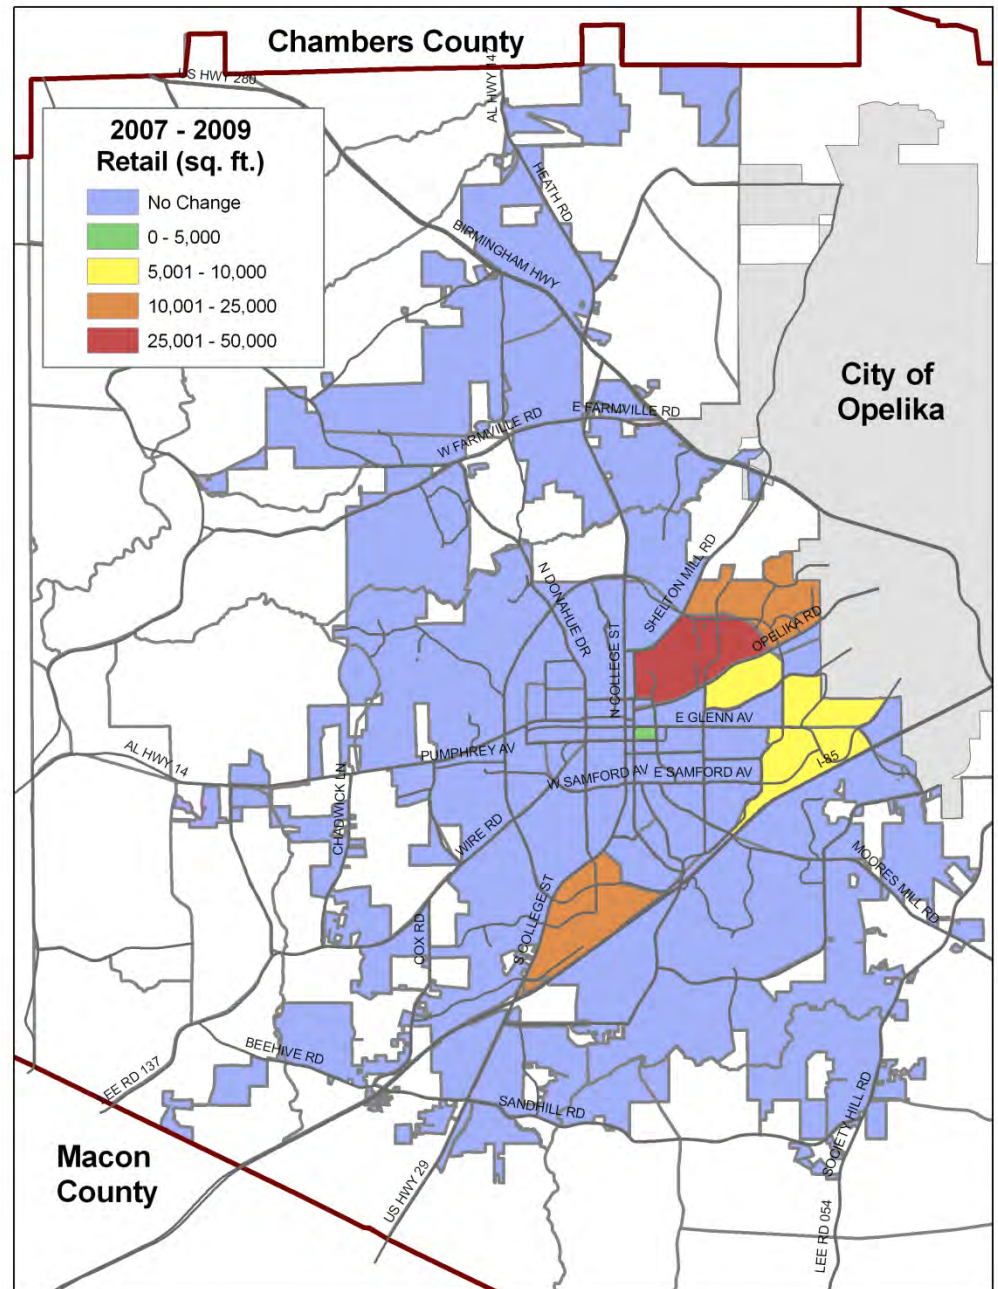 Chambers County
US HWY 280
AL HWY 147
2007 - 2009
Retail (sq. ft.)
No Change
0 - 5,000
5,001 - 10,000
10,001 - 25,000
25,001 - 50,000
HEATH RD
BIRMINGHAM HWY
City of
Opelika
E FARMVILLE RD
W FARMVILLE RD
SHELTON MILL RD
N DONAHUE DR
N COLLEGE ST
OPELIKA RD
E GLENN AV
AL HWY 14
PUMPHREY AV
I-85
W SAMFORD AV
E SAMFORD AV
CHADWICK LN
WIRE RD
MOORES MILL RD
S COLLEGE ST
COX RD
BEEHIVE RD
LEE RD 137
SANDHILL RD
SOCIETY HILL RD
Macon
County
US HWY 29
LEE RD 054